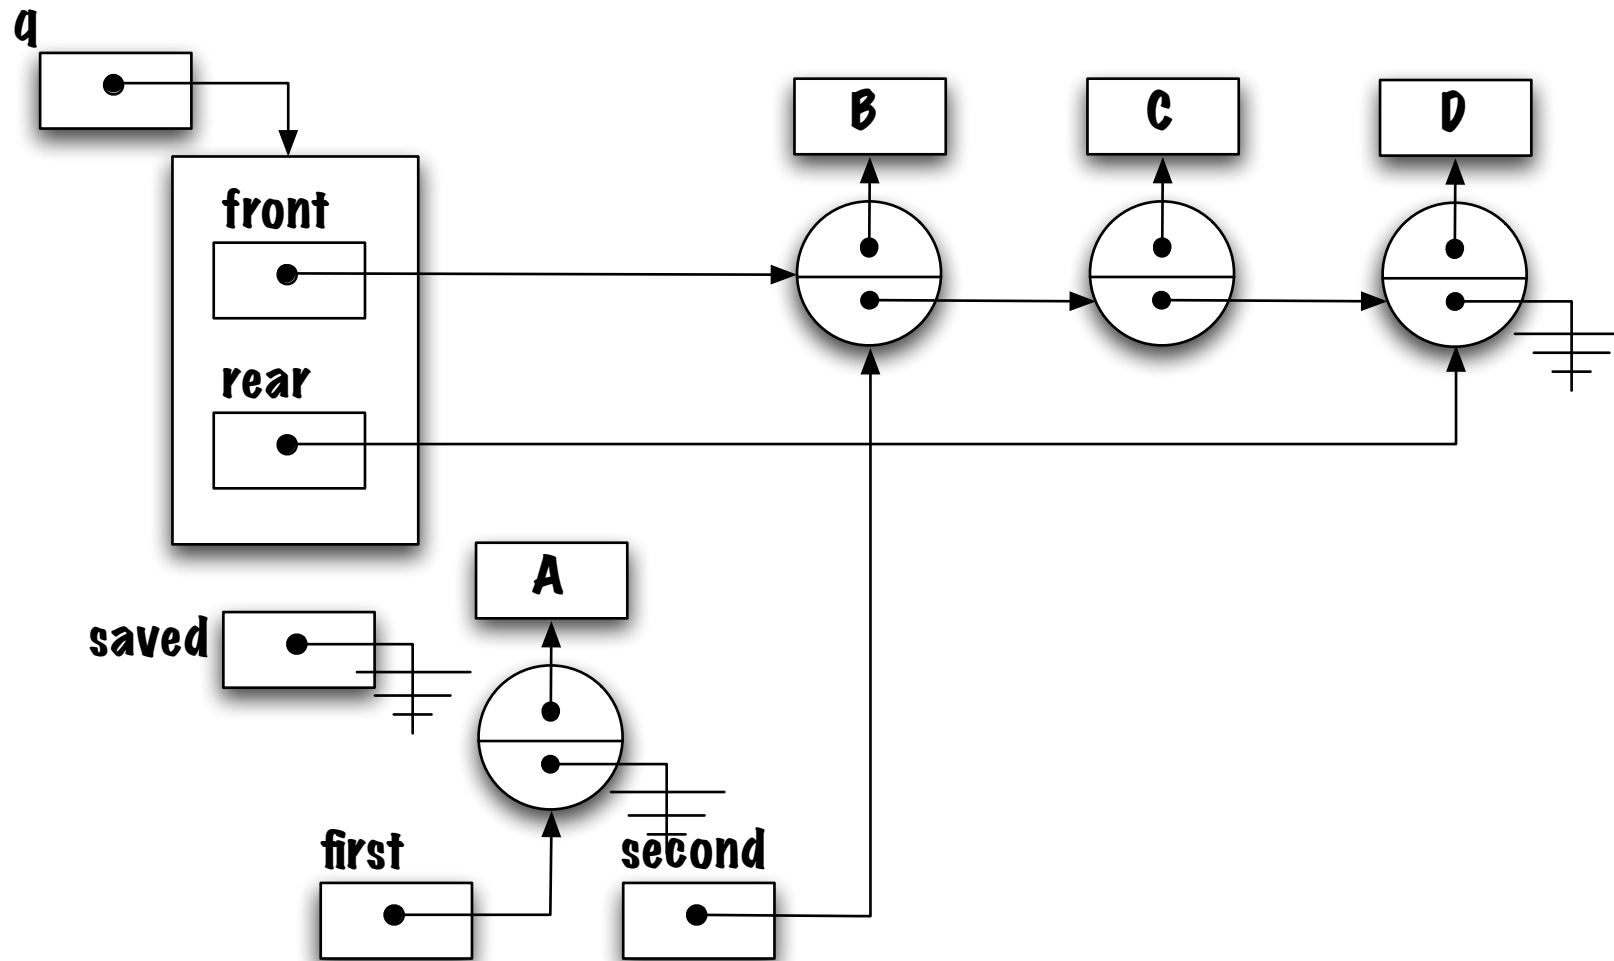 q
B
C
D
front
rear
A
saved
first
second